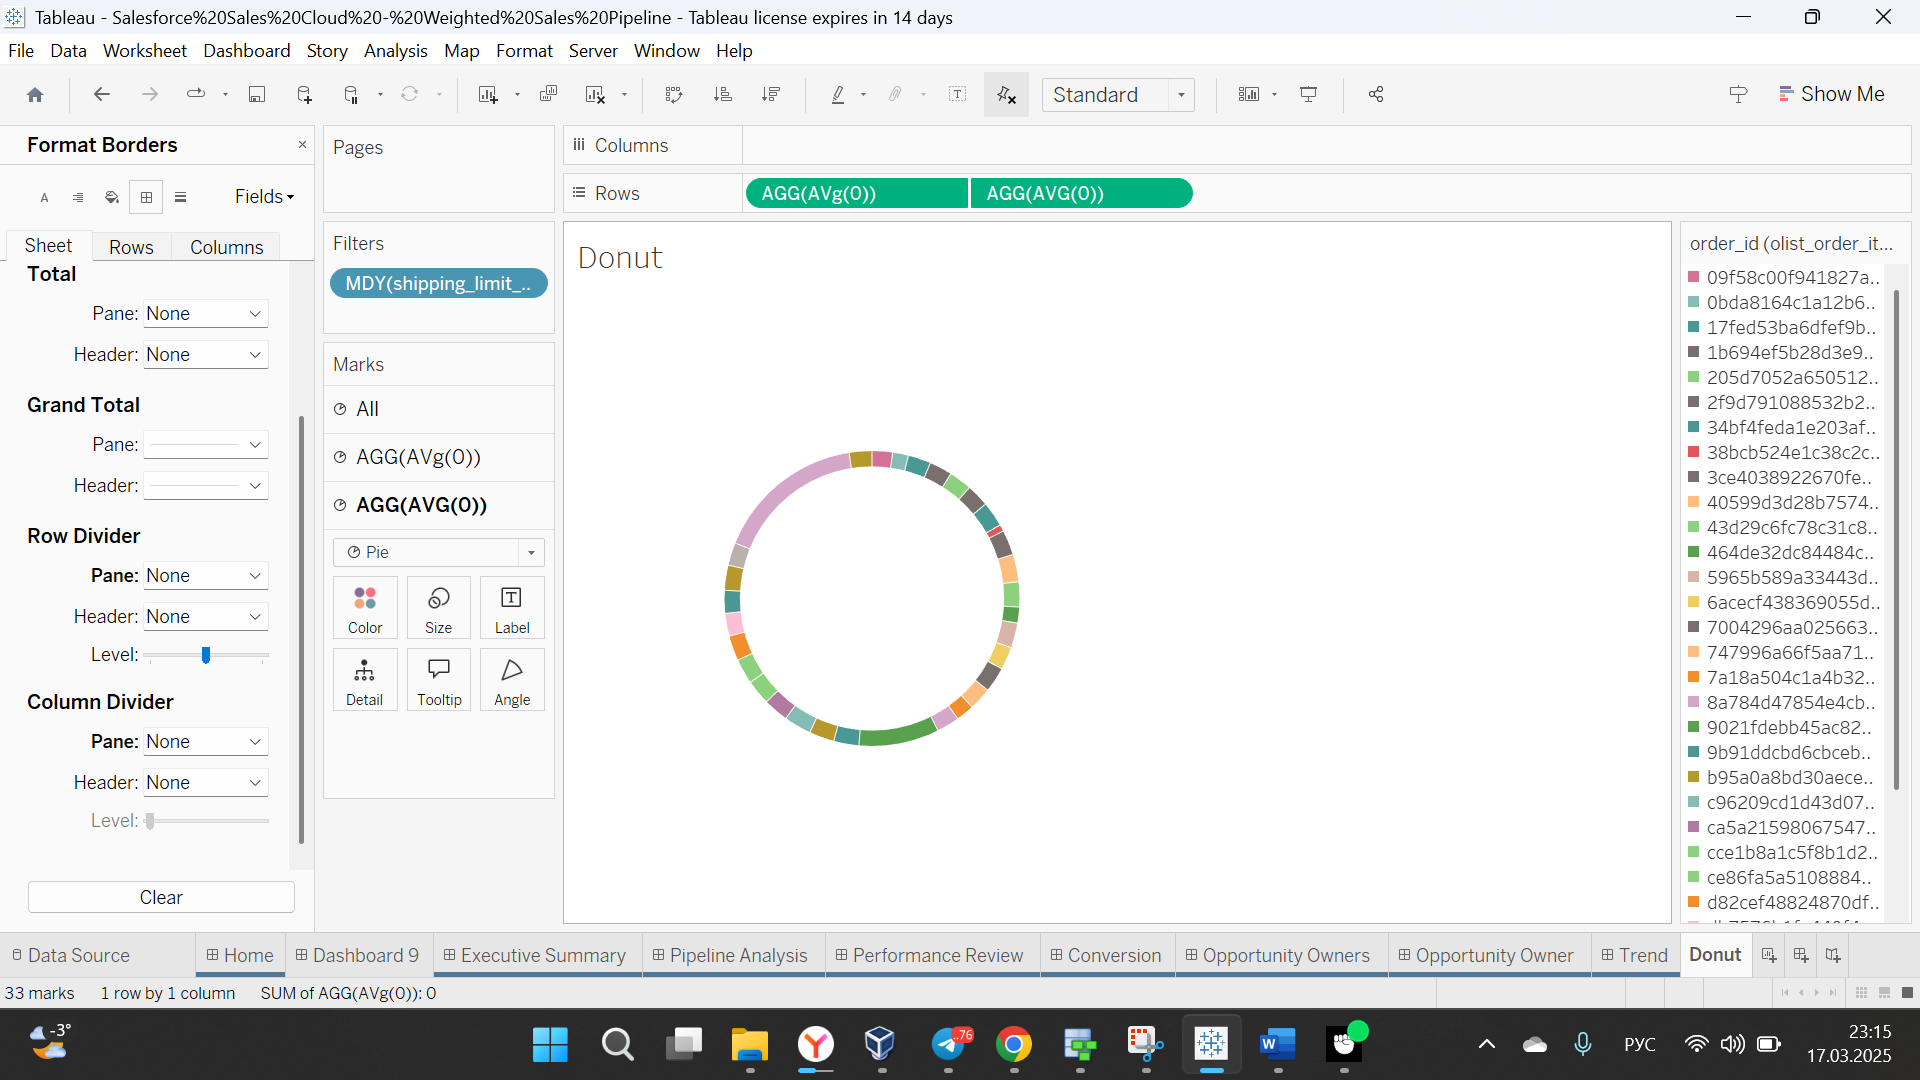 Tableau - Salesforce%20Sales%20Cloud%20-%20Weighted%20Sales%20Pipeline - Tableau license expires in 14 days
File Data Worksheet Dashboard Story Analysis Map Format Server Window Help
Standard
Show Me
Format Borders
Fields
Sheet Rows Columns
Total
Pane: None
Header: None
Grand Total
Pane:
Header:
Row Divider
Pane: None
Header: None
Level:
Column Divider
Pane: None
Header: None
Level:
Clear
Pages
Filters
MDY(shipping_limit_..
Marks
All
AGG(AVg(0))
AGG(AVG(0))
Pie
Color Size Label
Detail Tooltip Angle
Columns
Rows AGG(AVg(0)) AGG(AVG(0))
Donut
order_id (olist_order_it...
09f58c00f941827a..
0bda8164c1a12b6..
17fed53ba6dfef9b..
1b694ef5b28d3e9..
205d7052a650512..
2f9d791088532b2..
34bf4feda1e203af..
38bcb524e1c38c2c..
3ce4038922670fe..
40599d3d28b7574..
43d29c6fc78c31c8..
464de32dc84484c..
5965b589a33443d..
6acecf438369055d..
7004296aa025663..
747996a66f5aa71..
7a18a504c1a4b32..
8a784d47854e4cb..
9021fdebb45ac82..
9b91ddcbd6cbceb..
b95a0a8bd30aece..
c96209cd1d43d07..
ca5a21598067547..
cce1b8a1c5f8b1d2..
ce86fa5a5108884..
d82cef48824870df..
Data Source Home Dashboard 9 Executive Summary Pipeline Analysis Performance Review Conversion Opportunity Owners Opportunity Owner Trend Donut
33 marks 1 row by 1 column SUM of AGG(AVg(0)): 0
-3°
..76
РУС
23:15
17.03.2025